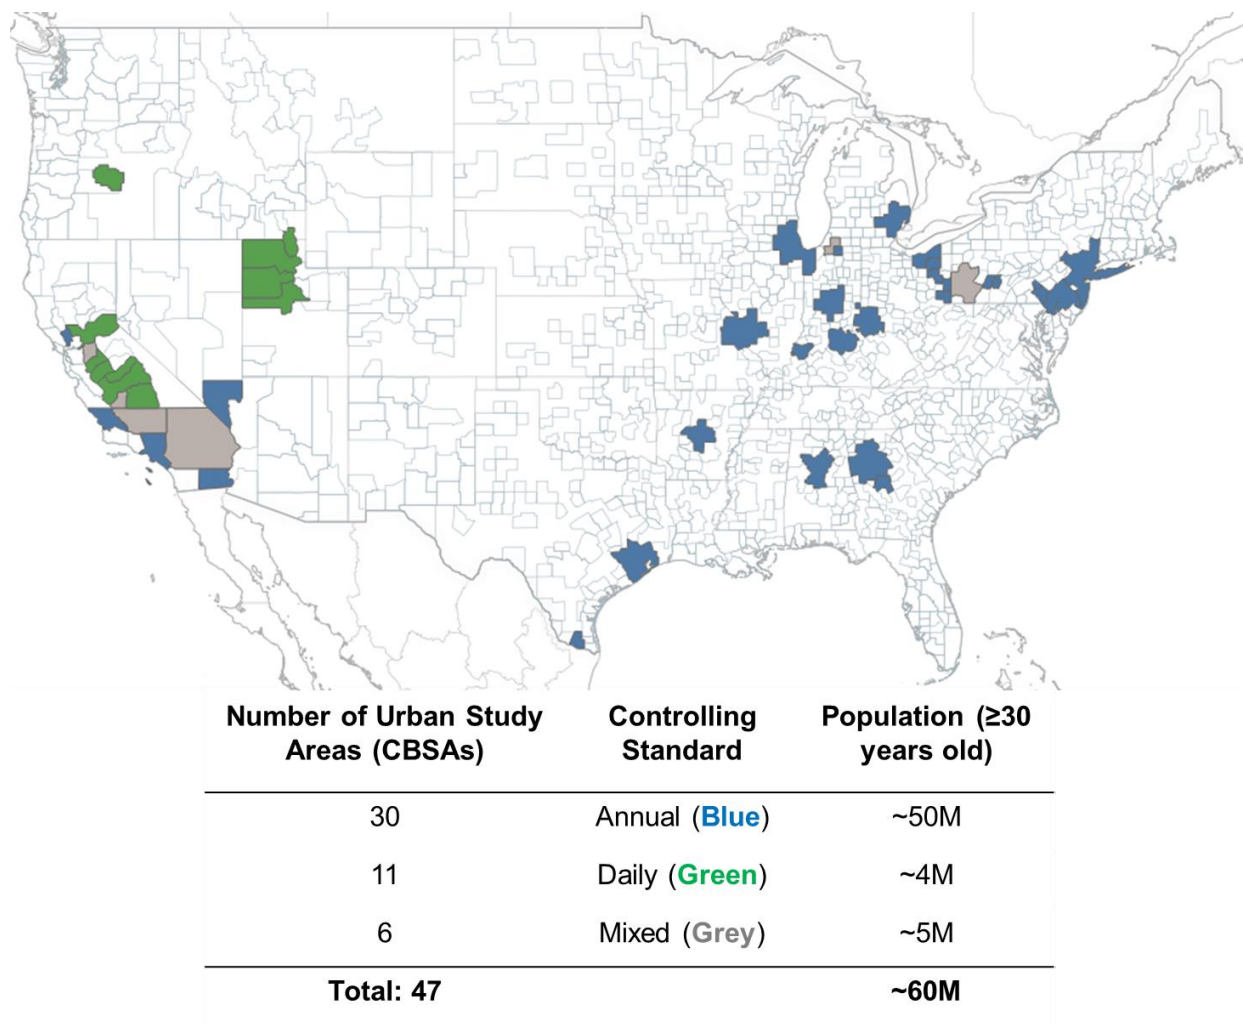 Number of Urban Study Areas (CBSAs) Controlling Standard Population (≥30 years old)
30 Annual (Blue) ~50M
11 Daily (Green) ~4M
6 Mixed (Grey) ~5M
Total: 47 ~60M